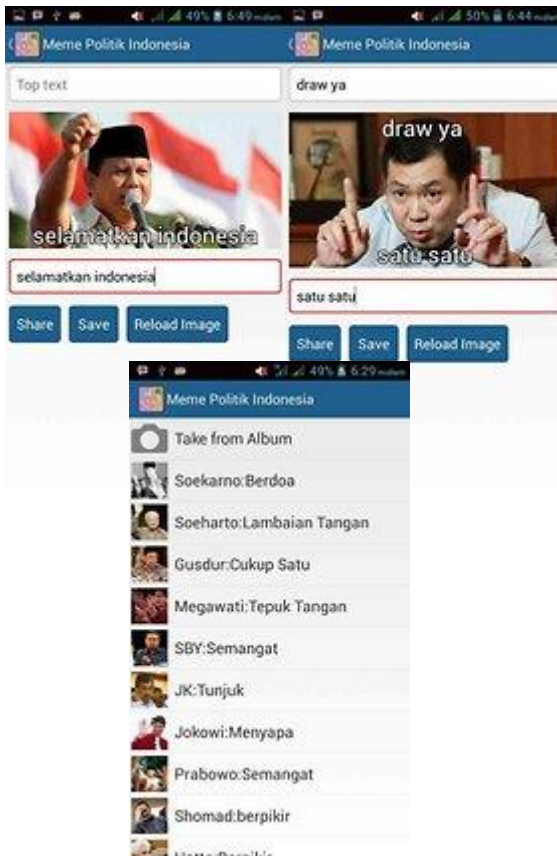 49% 6:49 malam
Meme Politik Indonesia
Top text
selamatkan indonesia
selamatkan indonesia
Share Save Reload Image
50% 6:44 malam
Meme Politik Indonesia
draw ya
draw ya
satu satu
satu satu
Share Save Reload Image
49% 6:29 malam
Meme Politik Indonesia
Take from Album
Soekarno:Berdoa
Soeharto:Lambaian Tangan
Gusdur:Cukup Satu
Megawati:Tepuk Tangan
SBY:Semangat
JK:Tunjuk
Jokowi:Menyapa
Prabowo:Semangat
Shomad:berpikir